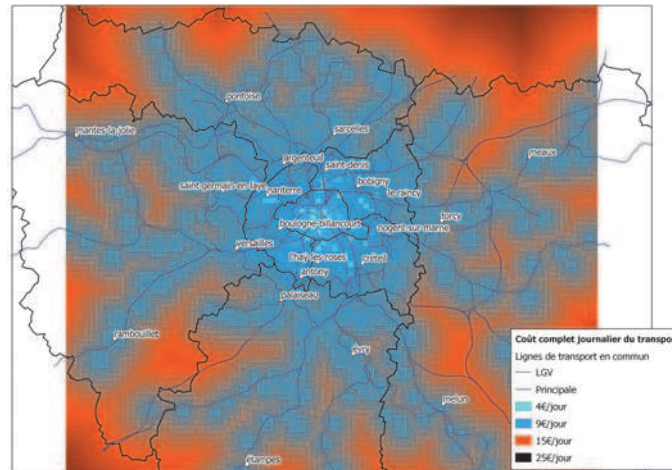 pontoise
mantes-la-jolie
sarcelles
meaux
argenteuil
saint-denis
bobigny
saint-germain-en-laye
nanterre
le raincy
torcy
boulogne-billancourt
nogent-sur-marne
versailles
l'hay-les-roses
créteil
antony
palaiseau
rambouillet
évry
melun
étampes
Coût complet journalier du transpo
Lignes de transport en commun
LGV
Principale
4€/jour
9€/jour
15€/jour
25€/jour